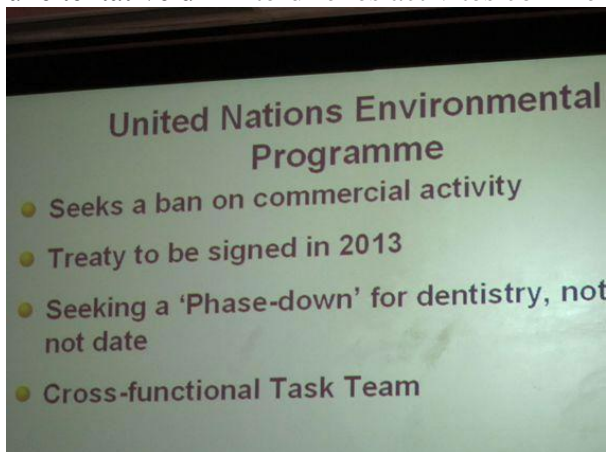 United Nations Environmental
Programme
Seeks a ban on commercial activity
Treaty to be signed in 2013
Seeking a ‘Phase-down’ for dentistry, not
not date
Cross-functional Task Team